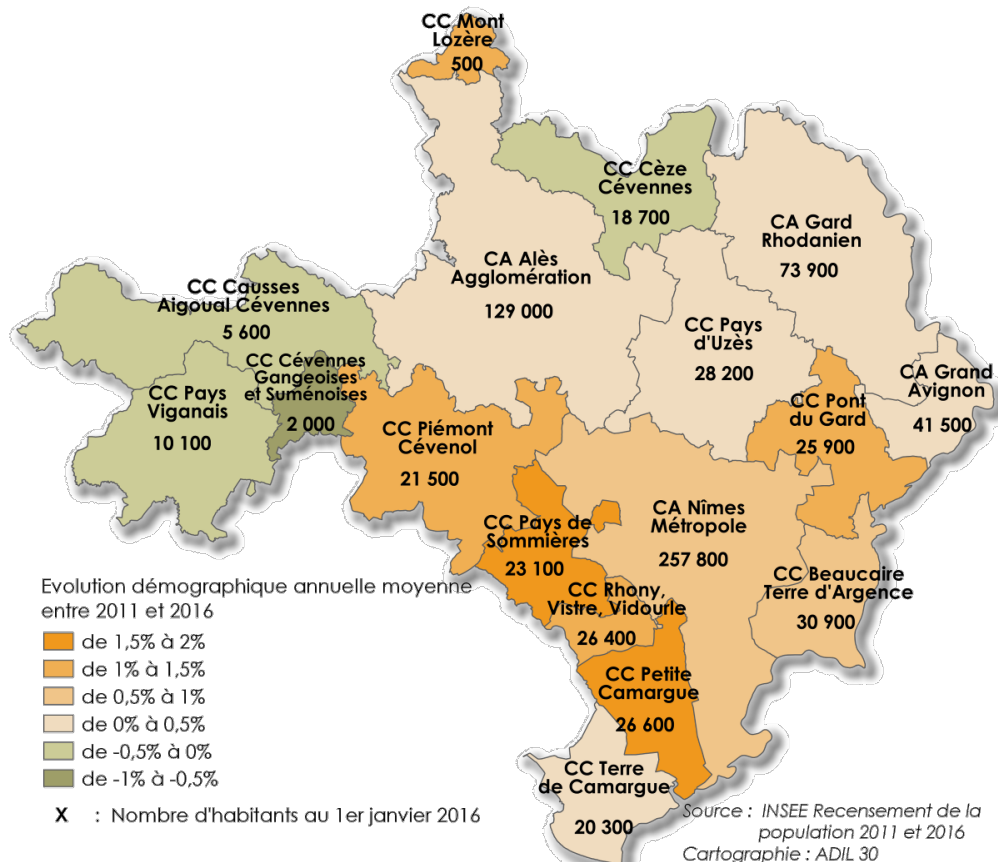 CC Mont
Lozère
500
CC Cèze
Cévennes
18 700
CA Gard
Rhodanien
73 900
CA Alès
Agglomération
129 000
CC Causses
Aigoual Cévennes
5 600
CC Pays
d'Uzès
28 200
CC Cévennes
Gangeoises
et Suménoises
2 000
CC Pays
Viganais
10 100
CA Grand
Avignon
41 500
CC Pont
du Gard
25 900
CC Piémont
Cévenol
21 500
CA Nîmes
Métropole
257 800
CC Pays de
Sommières
23 100
CC Beaucaire
Terre d'Argence
30 900
CC Rhony,
Vistre, Vidourle
26 400
CC Petite
Camargue
26 600
CC Terre
de Camargue
20 300
Evolution démographique annuelle moyenne
entre 2011 et 2016
de 1,5% à 2%
de 1% à 1,5%
de 0,5% à 1%
de 0% à 0,5%
de -0,5% à 0%
de -1% à -0,5%
X : Nombre d'habitants au 1er janvier 2016
Source : INSEE Recensement de la
population 2011 et 2016
Cartographie : ADIL 30